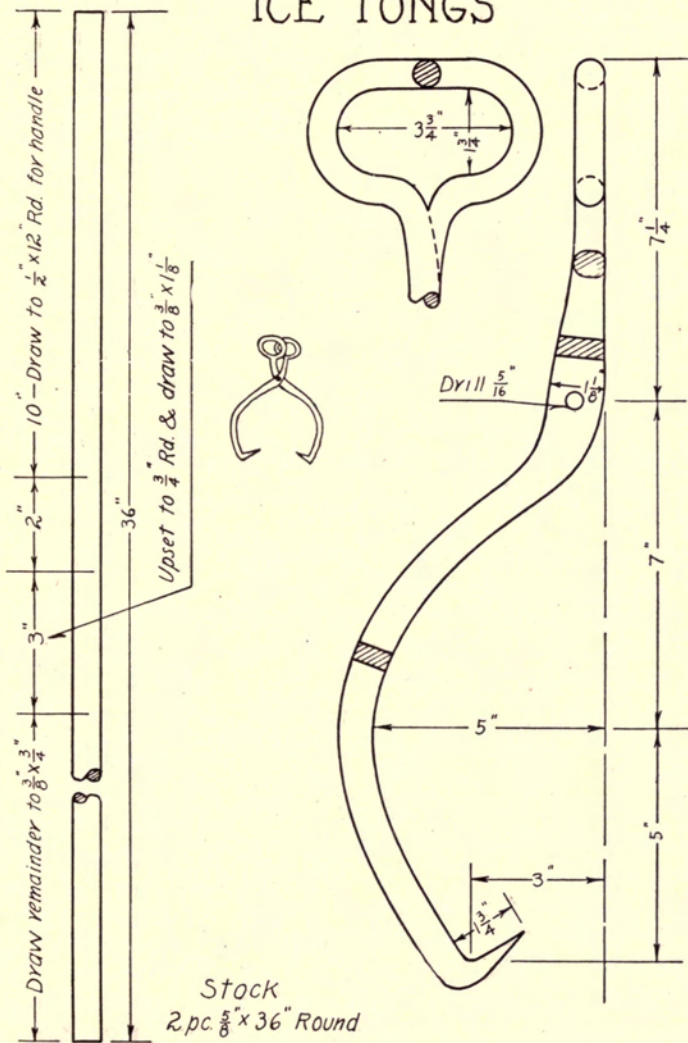 ICE TONGS
10"-Draw to 1/2" x 12" Rd. for handle
2"
3"
Draw remainder to 3/8" x 3/4"
36"
Upset to 3/4" Rd. & draw to 3/8" x 1 1/8"
3 3/4"
1 3/4"
Drill 5/16"
1 1/8"
7 1/4"
7"
5"
5"
3"
1 3/4"
Stock
2 pc. 5/8" x 36" Round